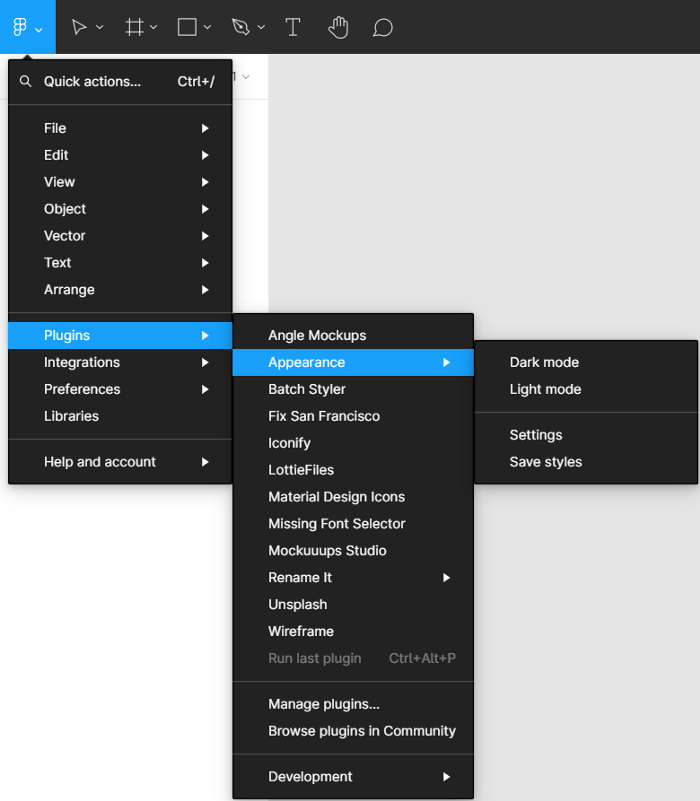 T
1
Quick actions... Ctrl+/
File
Edit
View
Object
Vector
Text
Arrange
Plugins
Integrations
Preferences
Libraries
Help and account
Angle Mockups
Appearance
Batch Styler
Fix San Francisco
Iconify
LottieFiles
Material Design Icons
Missing Font Selector
Mockuuups Studio
Rename It
Unsplash
Wireframe
Run last plugin Ctrl+Alt+P
Manage plugins...
Browse plugins in Community
Development
Dark mode
Light mode
Settings
Save styles